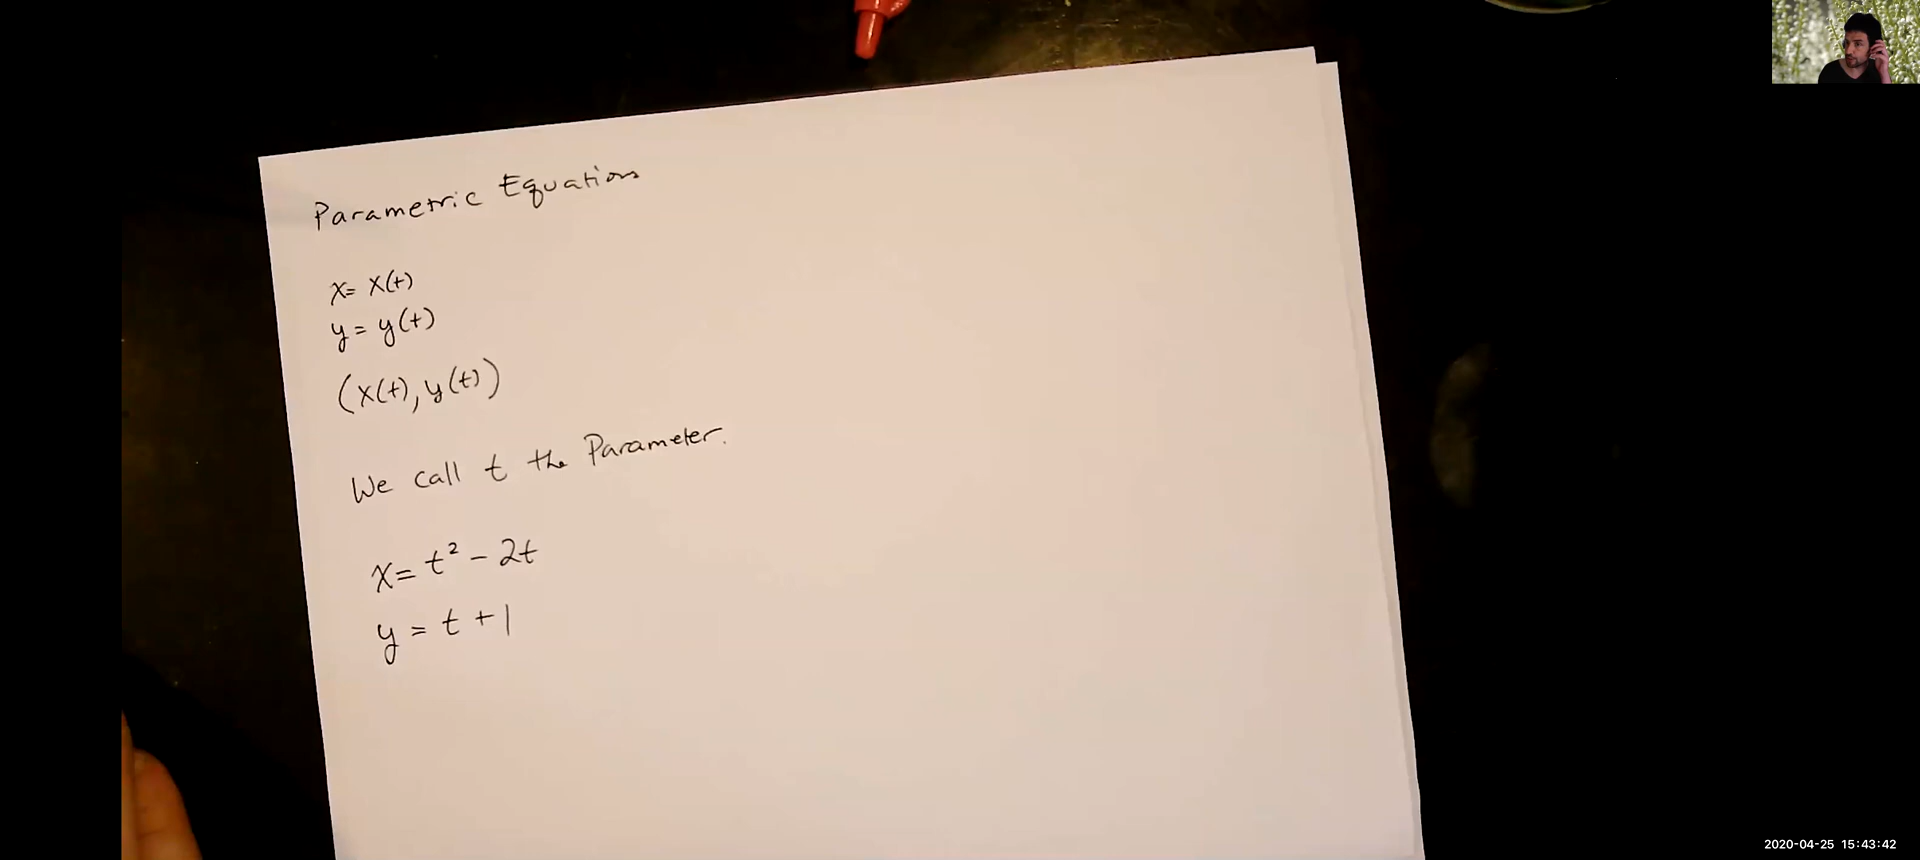 Parametric Equations
x = x(t)
y = y(t)
(x(t), y(t))
We call t the Parameter.
x = t² - 2t
y = t + 1
2020-04-25 15:43:42